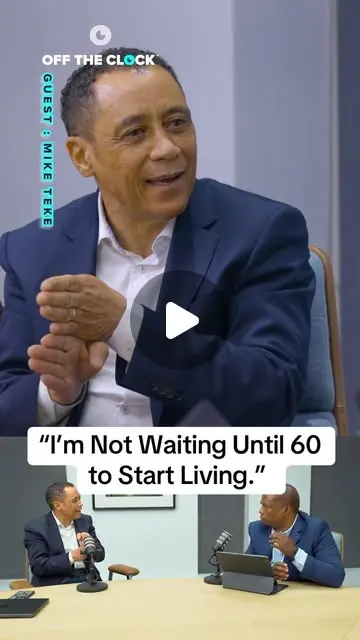 OFF THE CLOCK
GUEST : MIKE TEKE
“I’m Not Waiting Until 60
to Start Living.”